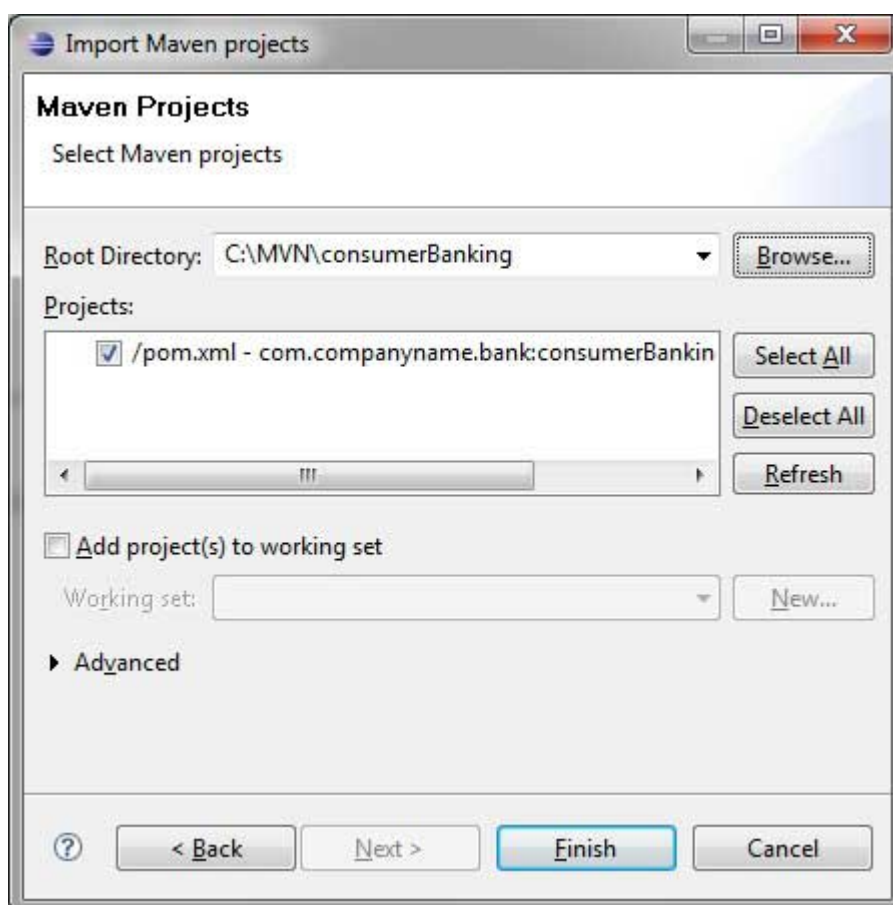 Import Maven projects
Maven Projects
Select Maven projects
Root Directory: C:\MVN\consumerBanking Browse...
Projects:
/pom.xml - com.companyname.bank:consumerBankin Select All
Deselect All
Refresh
Add project(s) to working set
Working set: New...
Advanced
? < Back Next > Finish Cancel